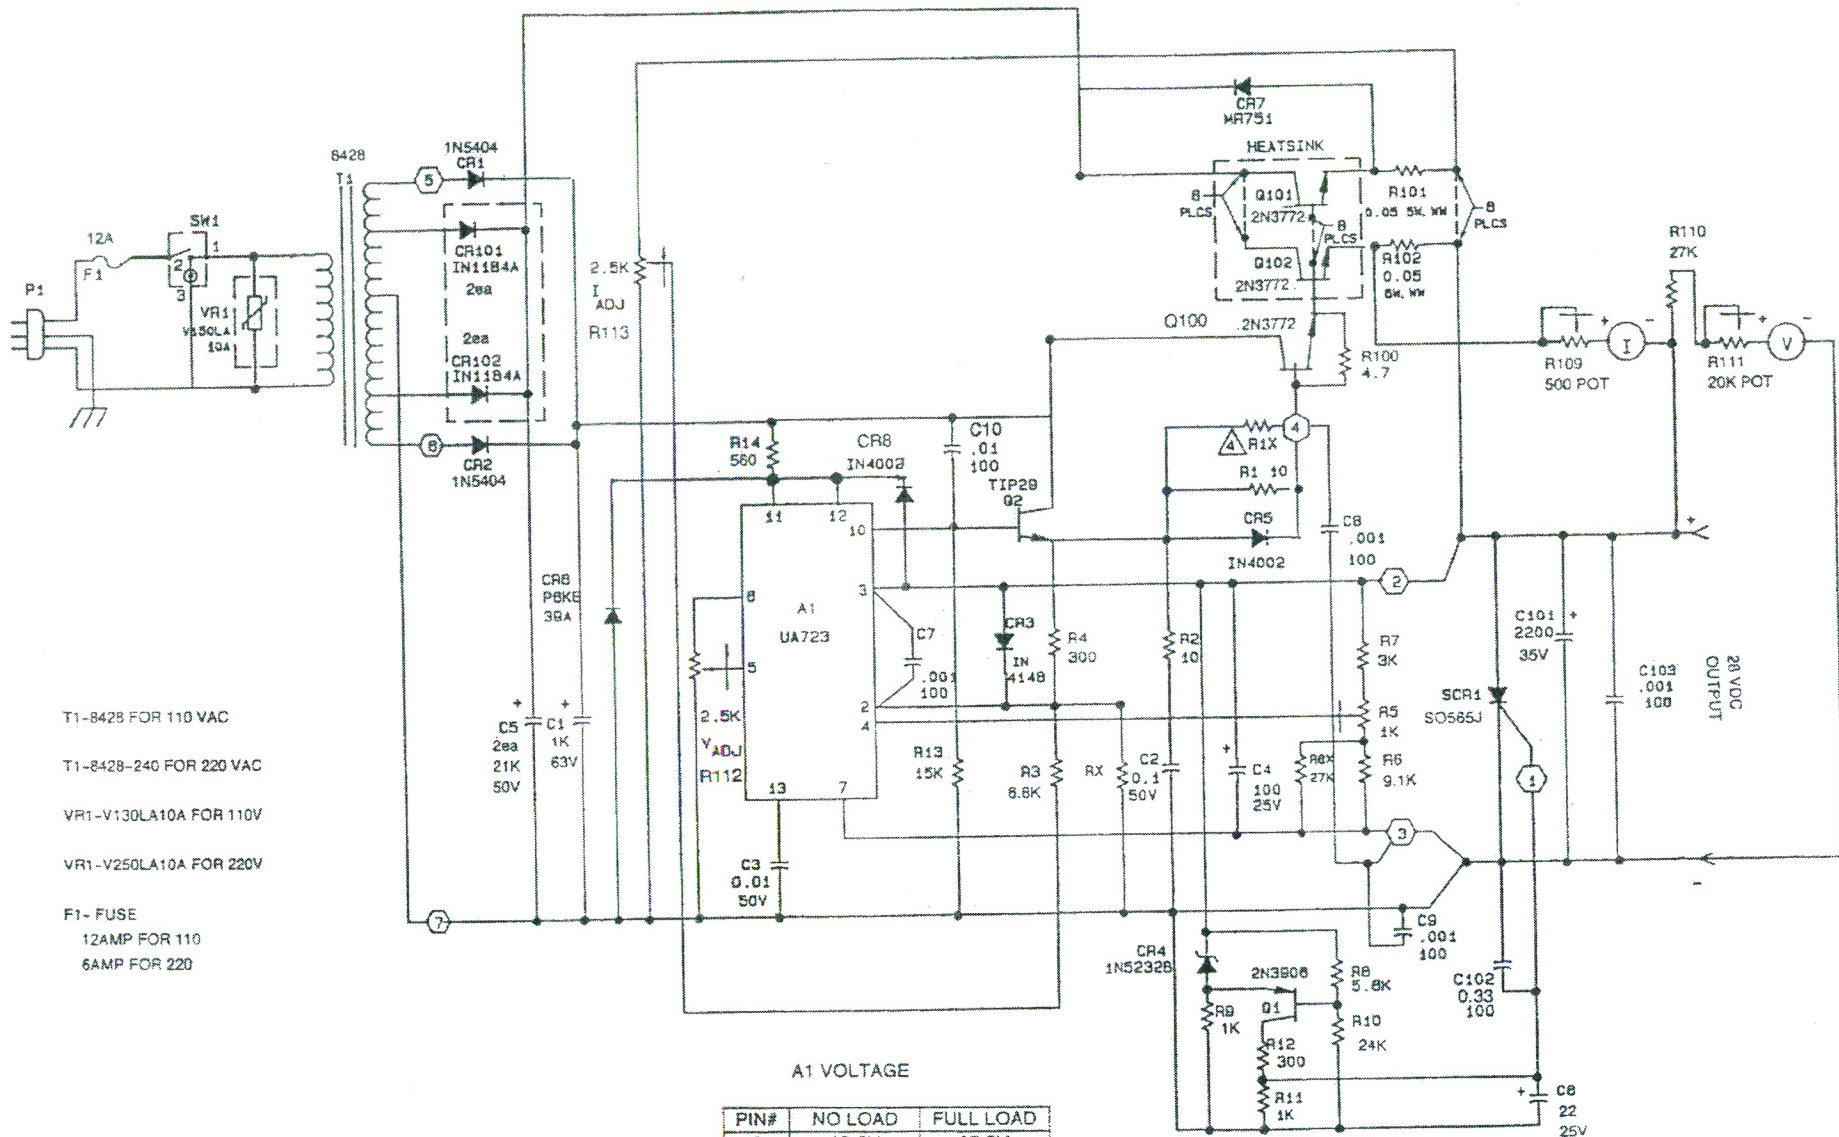 1N5404
CR1
8428
T1
5
SW1
1
2
3
12A
F1
P1
VR1
V150LA
10A
CR101
IN11B4A
2ea
2ea
CR102
IN11B4A
6
CR2
1N5404
2.5K
I
ADJ
R113
CR7
MR751
HEATSINK
8
PLCS
Q101
2N3772
8
PLCS
Q102
2N3772
R101
0.05 5W, WW
8
PLCS
R102
0.05
5W, WW
R110
27K
Q100
2N3772
R100
4.7
R109
500 POT
+
I
-
R111
20K POT
+
V
-
R14
560
CR8
IN4002
C10
.01
100
TIP29
Q2
4
R1X
4
R1 10
CR5
IN4002
C8
.001
100
11
12
10
3
6
5
2
4
13
7
A1
UA723
CR6
P6KE
39A
C7
.001
100
CR3
IN
4148
R4
300
R2
10
2
R7
3K
R5
1K
R6X
27K
R6
9.1K
+
C101
2200
35V
SCR1
SO565J
C103
.001
100
28 VDC
OUTPUT
+
-
1
3
2.5K
V
ADJ
R112
+
C5
2ea
21K
50V
+
C1
1K
63V
R13
15K
R3
6.8K
RX
C2
0.1
50V
+
C4
100
25V
C3
0.01
50V
7
T1-8428 FOR 110 VAC
T1-8428-240 FOR 220 VAC
VR1-V130LA10A FOR 110V
VR1-V250LA10A FOR 220V
F1- FUSE
12AMP FOR 110
6AMP FOR 220
CR4
1N5232B
2N3906
Q1
R8
5.6K
R9
1K
R10
24K
R12
300
R11
1K
C9
.001
100
C102
0.33
100
+
C6
22
25V
A1 VOLTAGE
PIN# NO LOAD FULL LOAD